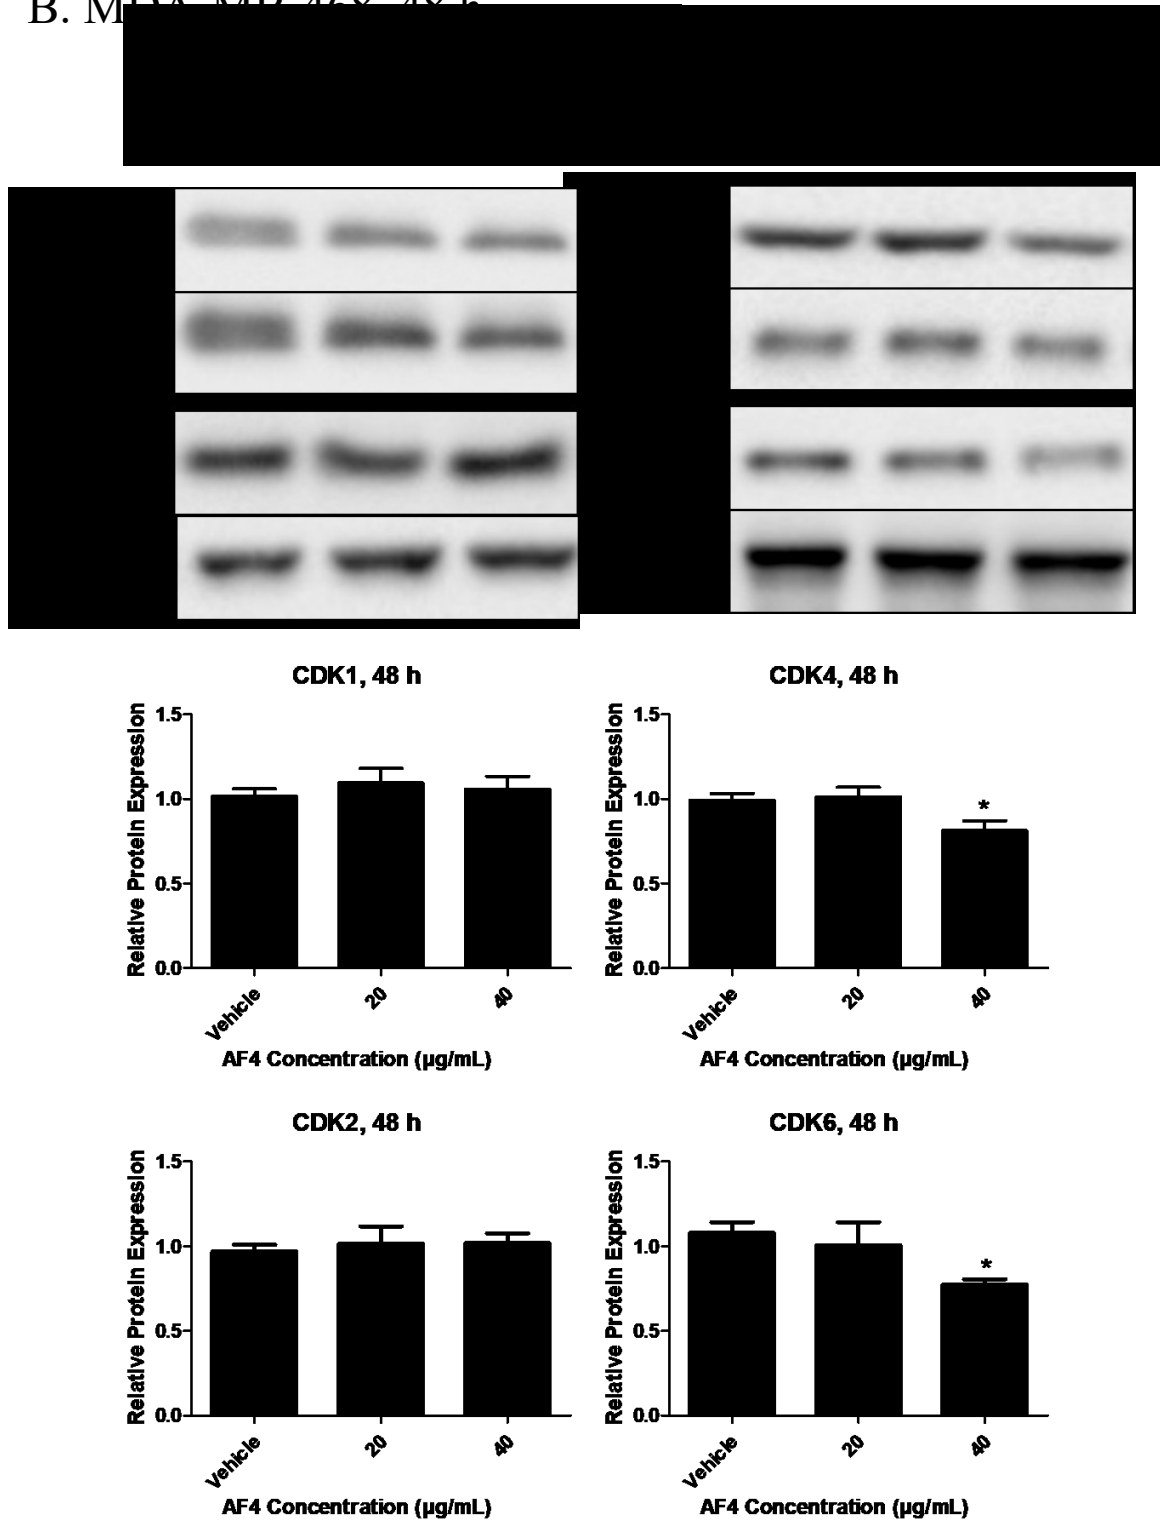 B.
CDK1, 48 h
CDK4, 48 h
Relative Protein Expression
1.5
1.0
0.5
0.0
Vehicle
20
40
AF4 Concentration (µg/mL)
Relative Protein Expression
1.5
1.0
0.5
0.0
*
Vehicle
20
40
AF4 Concentration (µg/mL)
CDK2, 48 h
CDK6, 48 h
Relative Protein Expression
1.5
1.0
0.5
0.0
Vehicle
20
40
AF4 Concentration (µg/mL)
Relative Protein Expression
1.5
1.0
0.5
0.0
*
Vehicle
20
40
AF4 Concentration (µg/mL)